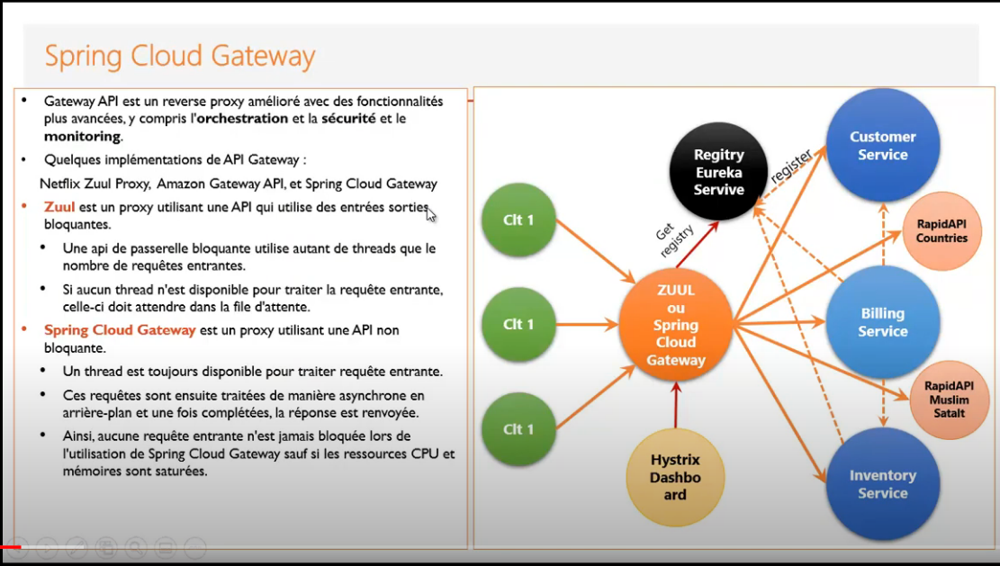 Spring Cloud Gateway
• Gateway API est un reverse proxy amélioré avec des fonctionnalités
plus avancées, y compris l'orchestration et la sécurité et le
monitoring.
• Quelques implémentations de API Gateway :
Netflix Zuul Proxy, Amazon Gateway API, et Spring Cloud Gateway
• Zuul est un proxy utilisant une API qui utilise des entrées sorties
bloquantes.
• Une api de passerelle bloquante utilise autant de threads que le
nombre de requêtes entrantes.
• Si aucun thread n'est disponible pour traiter la requête entrante,
celle-ci doit attendre dans la file d'attente.
• Spring Cloud Gateway est un proxy utilisant une API non
bloquante.
• Un thread est toujours disponible pour traiter requête entrante.
• Ces requêtes sont ensuite traitées de manière asynchrone en
arrière-plan et une fois complétées, la réponse est renvoyée.
• Ainsi, aucune requête entrante n'est jamais bloquée lors de
l'utilisation de Spring Cloud Gateway sauf si les ressources CPU et
mémoires sont saturées.
Clt 1
Clt 1
Clt 1
Regitry
Eureka
Servive
Get
registry
register
ZUUL
ou
Spring
Cloud
Gateway
Hystrix
Dashbo
ard
Customer
Service
RapidAPI
Countries
Billing
Service
RapidAPI
Muslim
Satalt
Inventory
Service